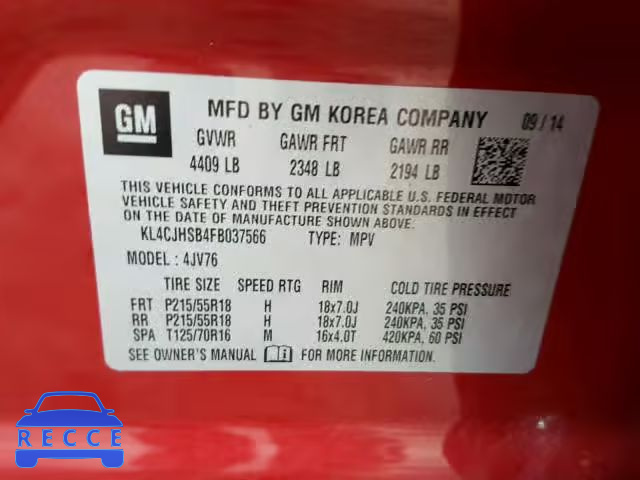 GM
MFD BY GM KOREA COMPANY 09/14
GVWR GAWR FRT GAWR RR
4409 LB 2348 LB 2194 LB
THIS VEHICLE CONFORMS TO ALL APPLICABLE U.S. FEDERAL MOTOR
VEHICLE SAFETY AND THEFT PREVENTION STANDARDS IN EFFECT
ON THE DATE OF MANUFACTURE SHOWN ABOVE.
KL4CJHSB4FB037566 TYPE: MPV
MODEL : 4JV76
TIRE SIZE SPEED RTG RIM COLD TIRE PRESSURE
FRT P215/55R18 H 18x7.0J 240KPA, 35 PSI
RR P215/55R18 H 18x7.0J 240KPA, 35 PSI
SPA T125/70R16 M 16x4.0T 420KPA, 60 PSI
SEE OWNER'S MANUAL FOR MORE INFORMATION.
RECCE